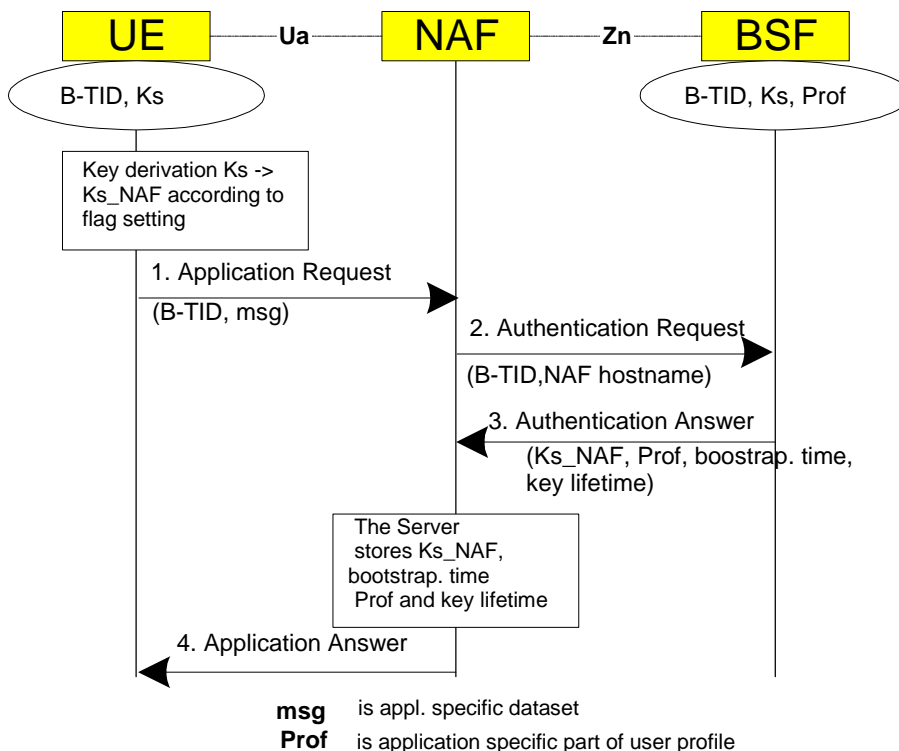 UE
Ua
NAF
Zn
BSF
B-TID, Ks
B-TID, Ks, Prof
Key derivation Ks ->
Ks_NAF according to
flag setting
1. Application Request
(B-TID, msg)
2. Authentication Request
(B-TID,NAF hostname)
3. Authentication Answer
(Ks_NAF, Prof, boostrap. time,
key lifetime)
The Server
stores Ks_NAF,
bootstrap. time
Prof and key lifetime
4. Application Answer
msg is appl. specific dataset
Prof is application specific part of user profile